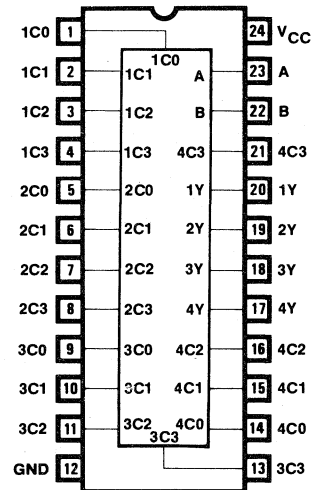 1C0 1 1C0 24 VCC
1C1 2 1C1 A 23 A
1C2 3 1C2 B 22 B
1C3 4 1C3 4C3 21 4C3
2C0 5 2C0 1Y 20 1Y
2C1 6 2C1 2Y 19 2Y
2C2 7 2C2 3Y 18 3Y
2C3 8 2C3 4Y 17 4Y
3C0 9 3C0 4C2 16 4C2
3C1 10 3C1 4C1 15 4C1
3C2 11 3C2 4C0 14 4C0
GND 12 3C3 13 3C3